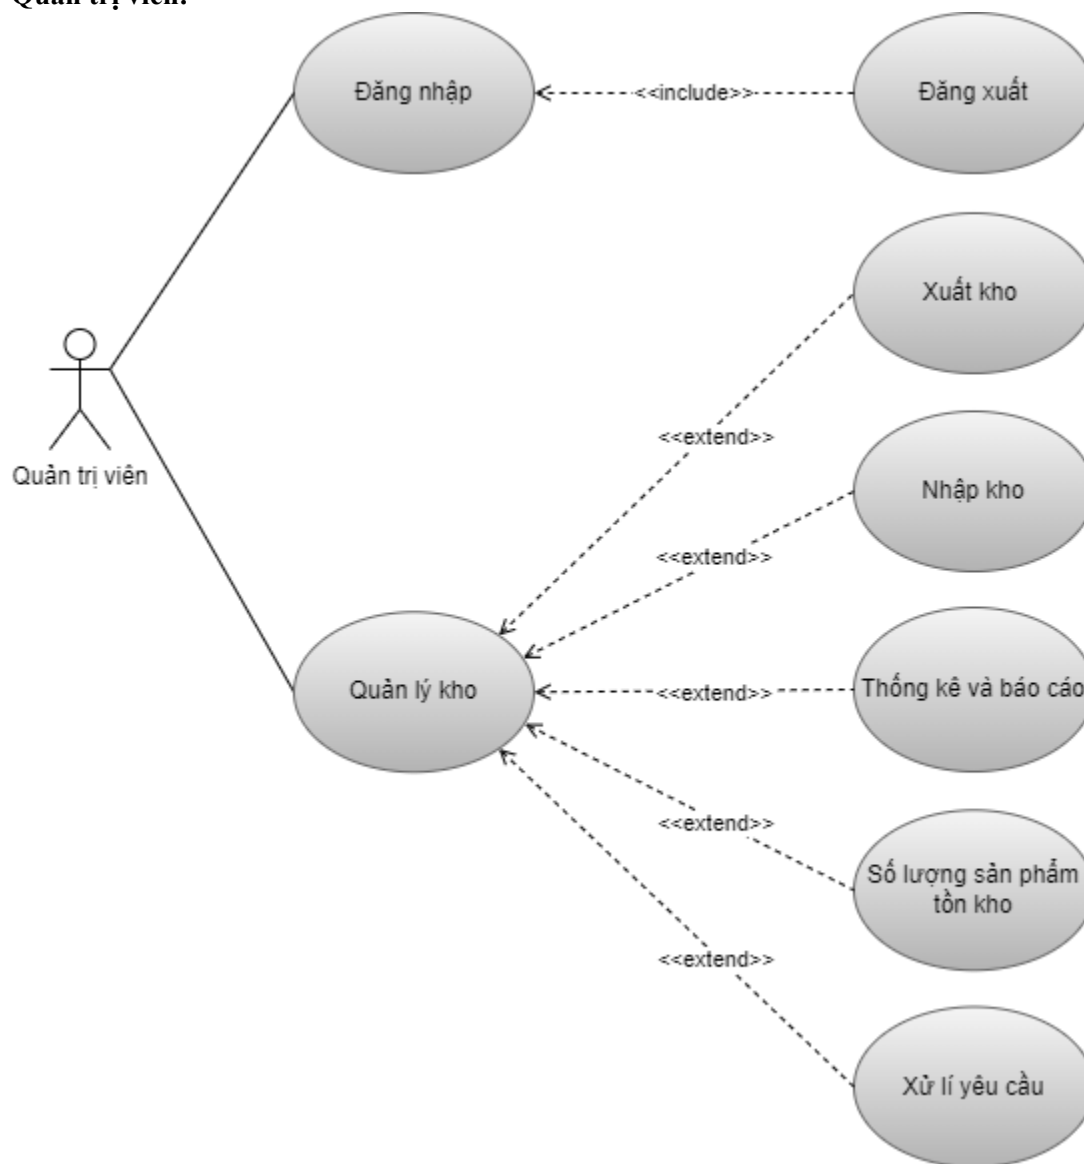 Quản trị viên:
Đăng nhập
<<include>>
Đăng xuất
Xuất kho
<<extend>>
Nhập kho
<<extend>>
Quản trị viên
Quản lý kho
<<extend>>
Thống kê và báo cáo
<<extend>>
Số lượng sản phẩm
tồn kho
<<extend>>
Xử lí yêu cầu